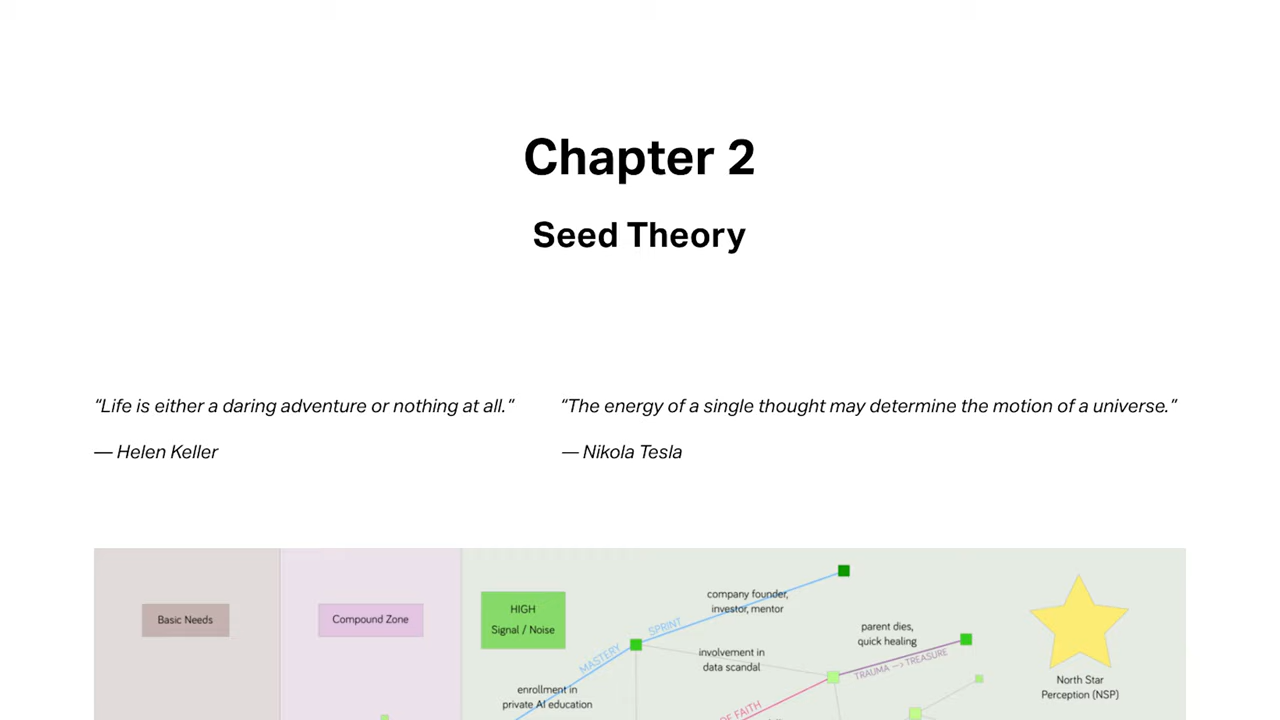 Chapter 2
Seed Theory
“Life is either a daring adventure or nothing at all.”
— Helen Keller
“The energy of a single thought may determine the motion of a universe.”
— Nikola Tesla
Basic Needs
Compound Zone
HIGH
Signal / Noise
MASTERY
SPRINT
company founder,
investor, mentor
enrollment in
private AI education
involvement in
data scandal
parent dies,
quick healing
TRAUMA --> TREASURE
OF FAITH
North Star
Perception (NSP)